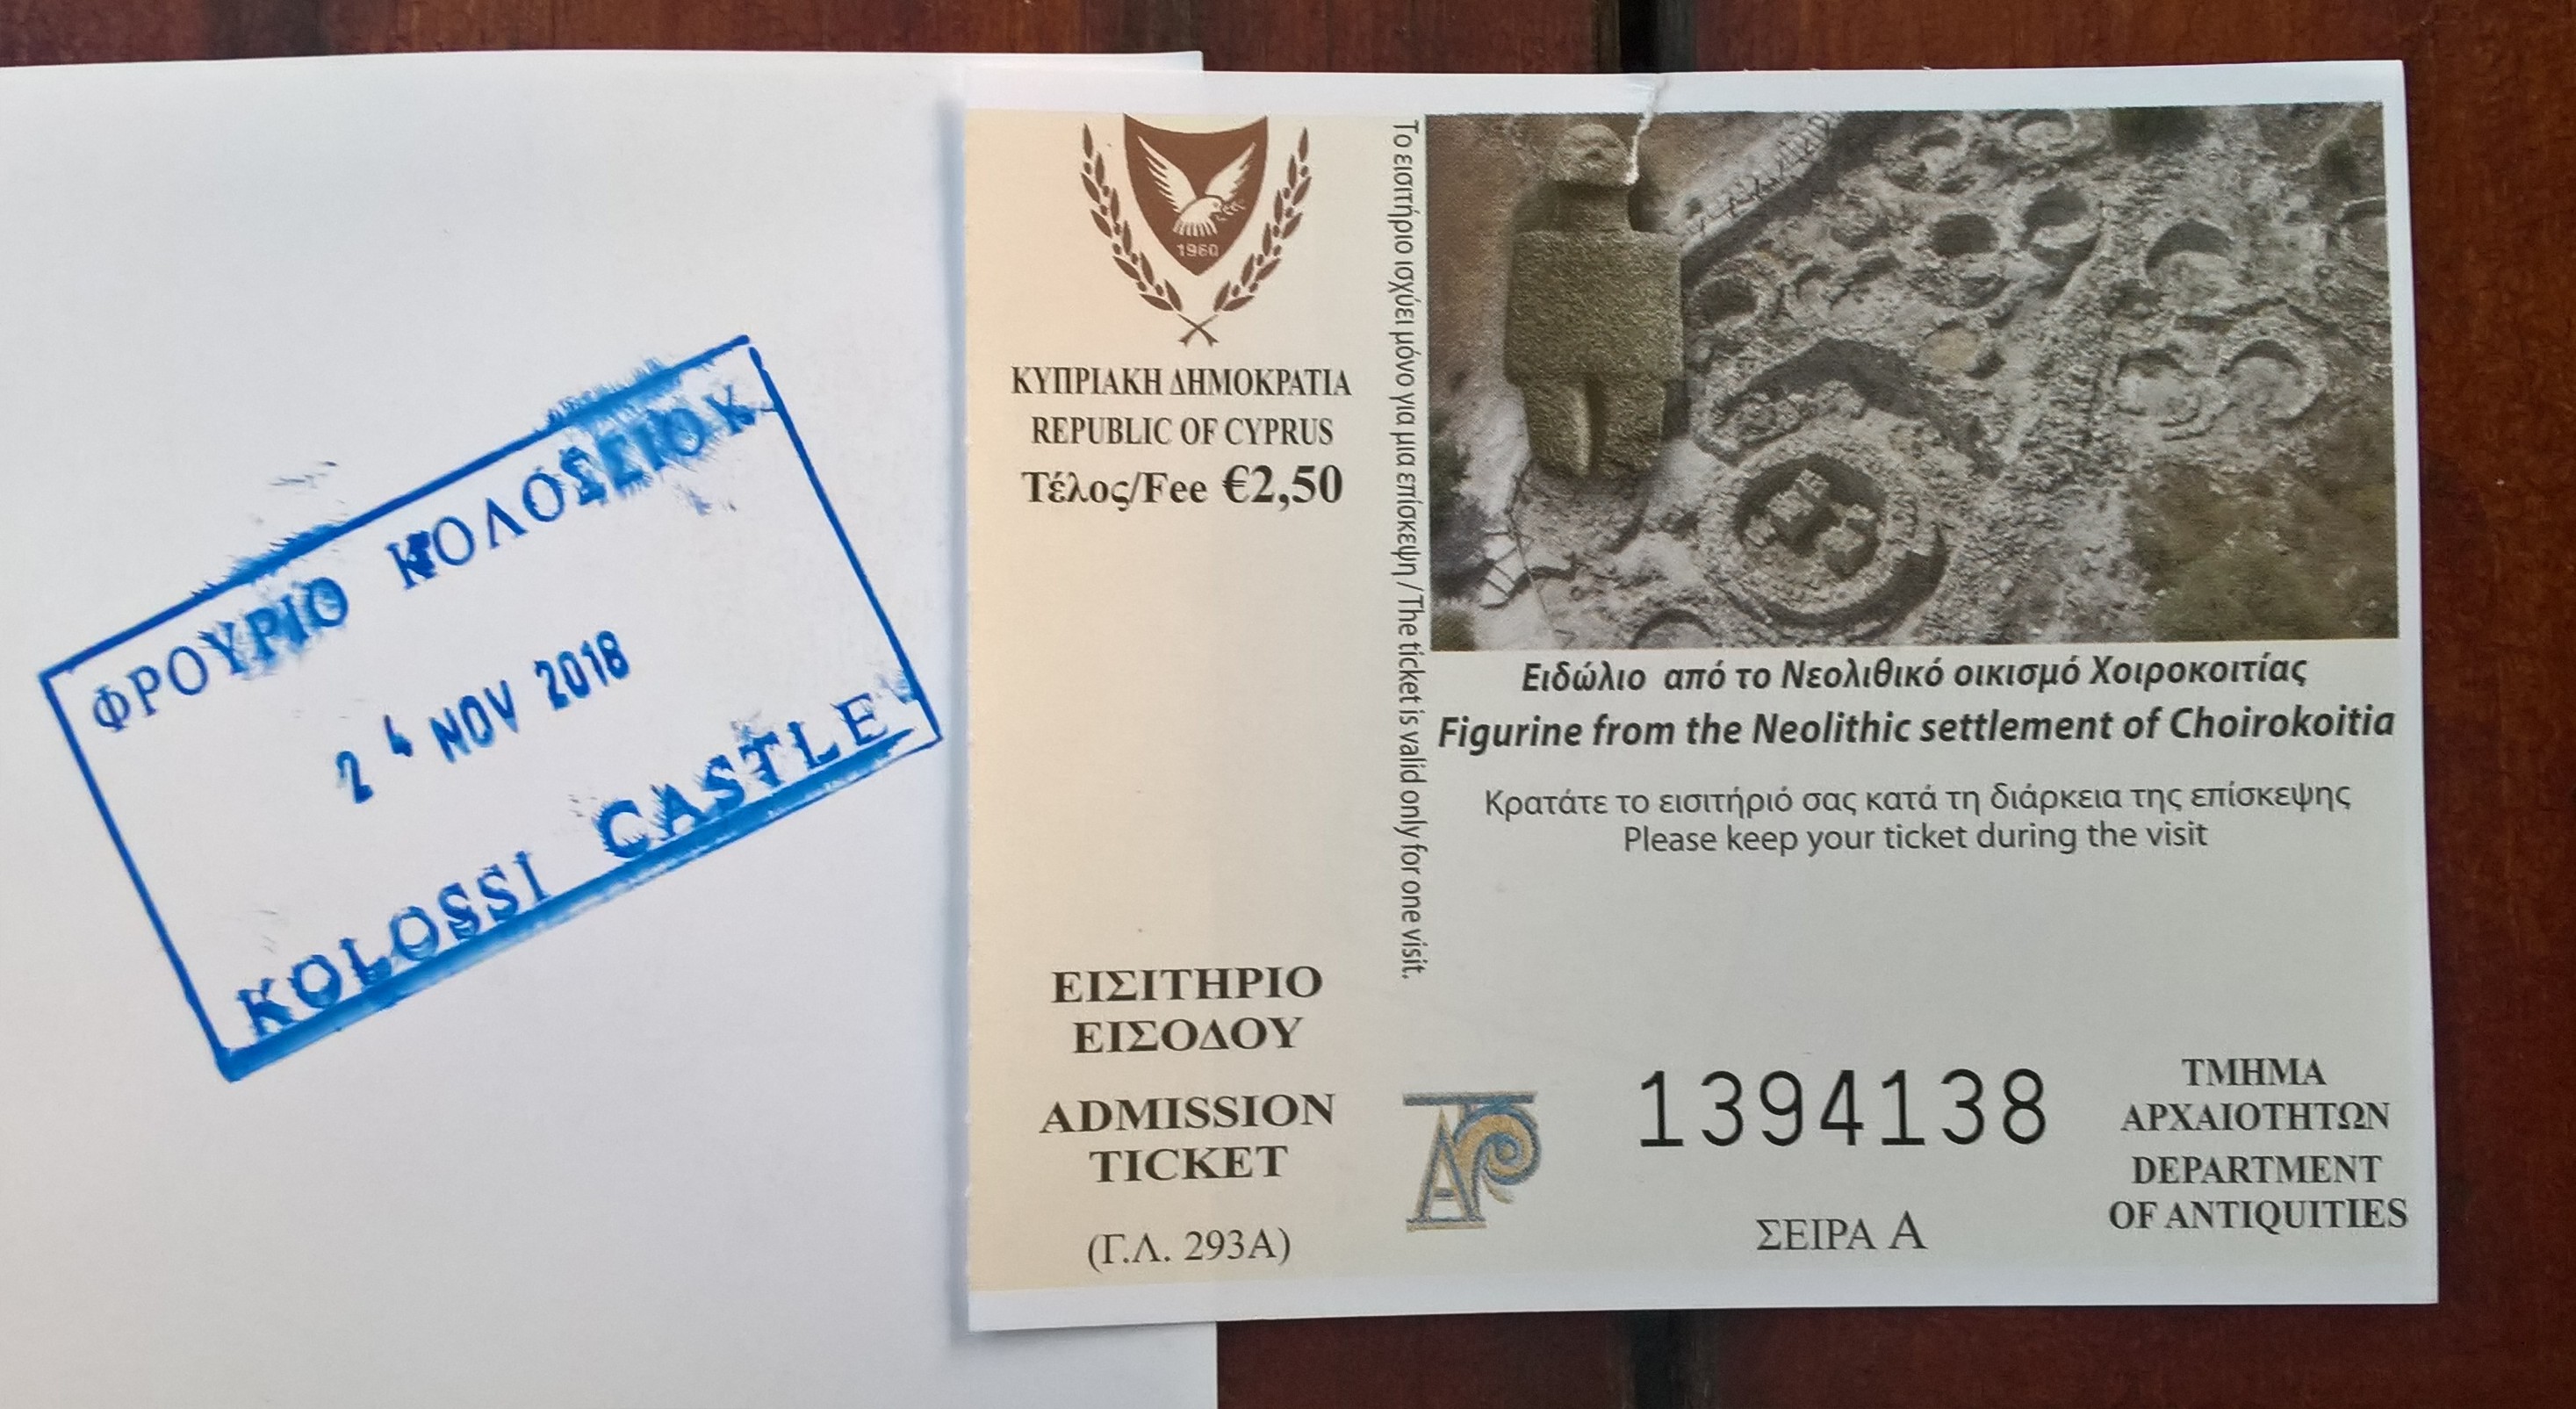 ΦΡΟΥΡΙΟ ΚΟΛΟΣΣΙΟΥ
24 NOV 2018
KOLOSSI CASTLE
1960
ΚΥΠΡΙΑΚΗ ΔΗΜΟΚΡΑΤΙΑ
REPUBLIC OF CYPRUS
Τέλος/Fee €2,50
ΕΙΣΙΤΗΡΙΟ
ΕΙΣΟΔΟΥ
ADMISSION
TICKET
(Γ.Λ. 293Α)
Το εισιτήριο ισχύει μόνο για μια επίσκεψη / The ticket is valid only for one visit.
Ειδώλιο από το Νεολιθικό οικισμό Χοιροκοιτίας
Figurine from the Neolithic settlement of Choirokoitia
Κρατάτε το εισιτήριό σας κατά τη διάρκεια της επίσκεψης
Please keep your ticket during the visit
1394138
ΣΕΙΡΑ Α
ΤΜΗΜΑ
ΑΡΧΑΙΟΤΗΤΩΝ
DEPARTMENT
OF ANTIQUITIES